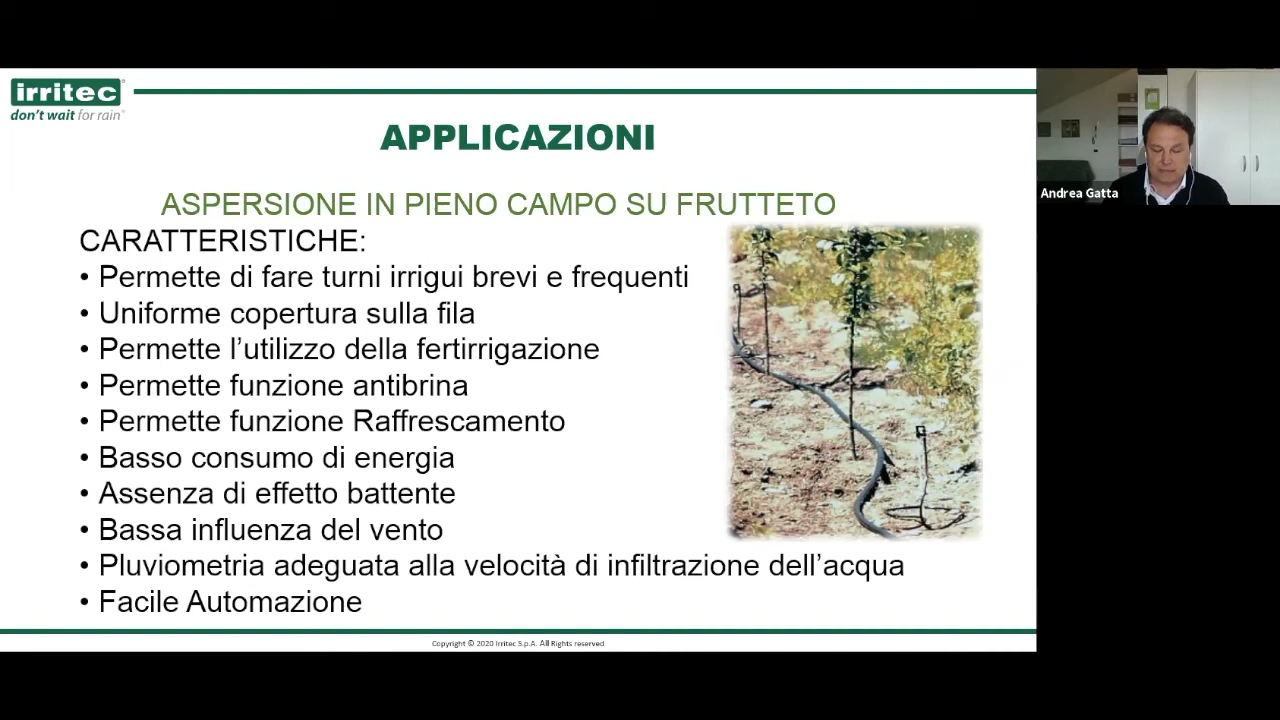 irritec
don't wait for rain®
APPLICAZIONI
ASPERSIONE IN PIENO CAMPO SU FRUTTETO
CARATTERISTICHE:
• Permette di fare turni irrigui brevi e frequenti
• Uniforme copertura sulla fila
• Permette l’utilizzo della fertirrigazione
• Permette funzione antibrina
• Permette funzione Raffrescamento
• Basso consumo di energia
• Assenza di effetto battente
• Bassa influenza del vento
• Pluviometria adeguata alla velocità di infiltrazione dell’acqua
• Facile Automazione
Copyright © 2020 Irritec S.p.A. All Rights reserved
Andrea Gatta